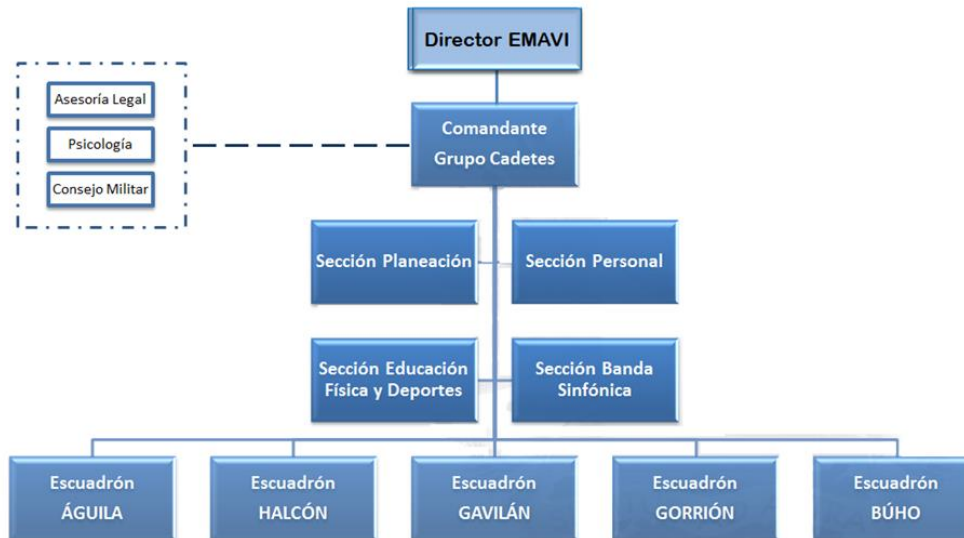 Director EMAVI
Asesoría Legal
Psicología
Consejo Militar
Comandante
Grupo Cadetes
Sección Planeación
Sección Personal
Sección Educación
Física y Deportes
Sección Banda
Sinfónica
Escuadrón
ÁGUILA
Escuadrón
HALCÓN
Escuadrón
GAVILÁN
Escuadrón
GORRIÓN
Escuadrón
BÚHO